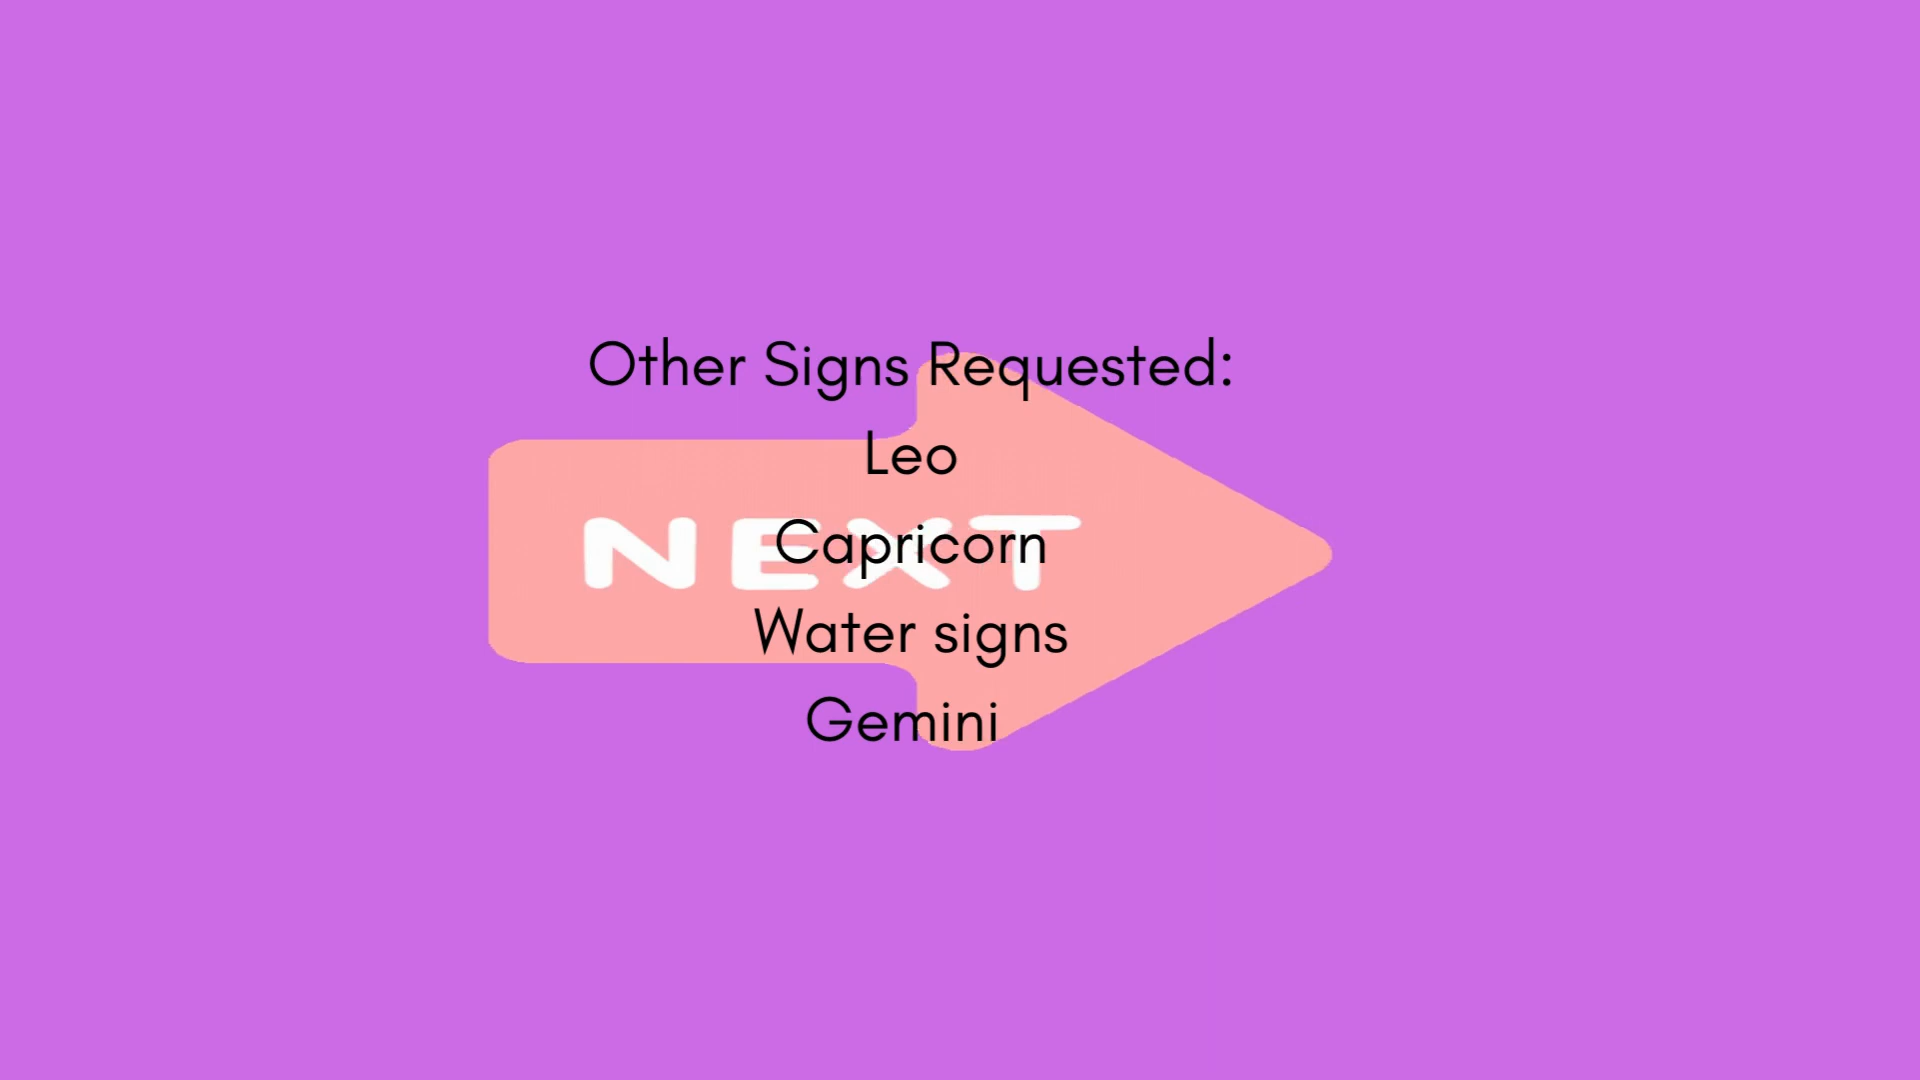 Other Signs Requested:
Leo
NEXT
Capricorn
Water signs
Gemini